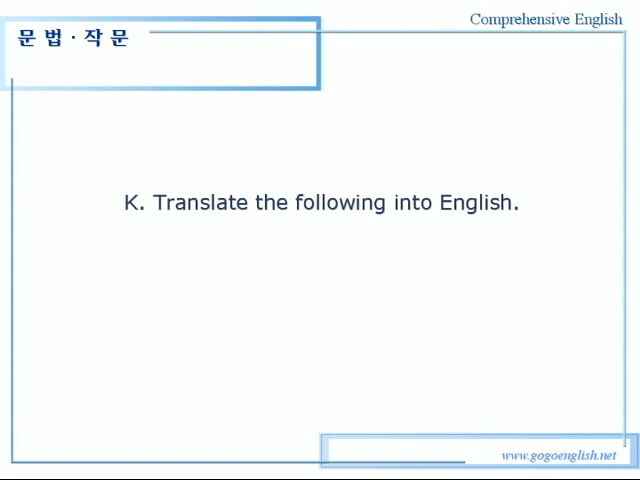 Comprehensive English
문 법 · 작 문
K. Translate the following into English.
www.gogoenglish.net